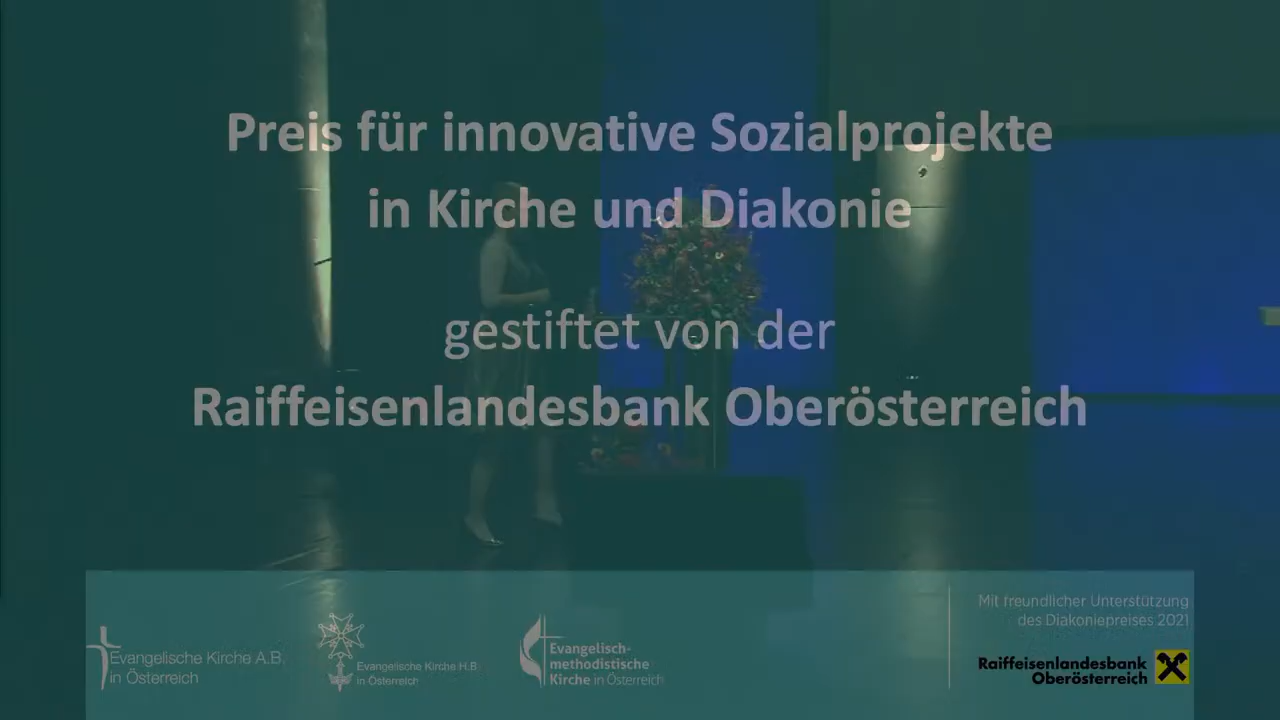 Preis für innovative Sozialprojekte
in Kirche und Diakonie
gestiftet von der
Raiffeisenlandesbank Oberösterreich
Evangelische Kirche A.B.
in Österreich
Evangelische Kirche H.B.
in Österreich
Evangelisch-
methodistische
Kirche in Österreich
Mit freundlicher Unterstützung
des Diakoniepreises 2021
Raiffeisenlandesbank
Oberösterreich